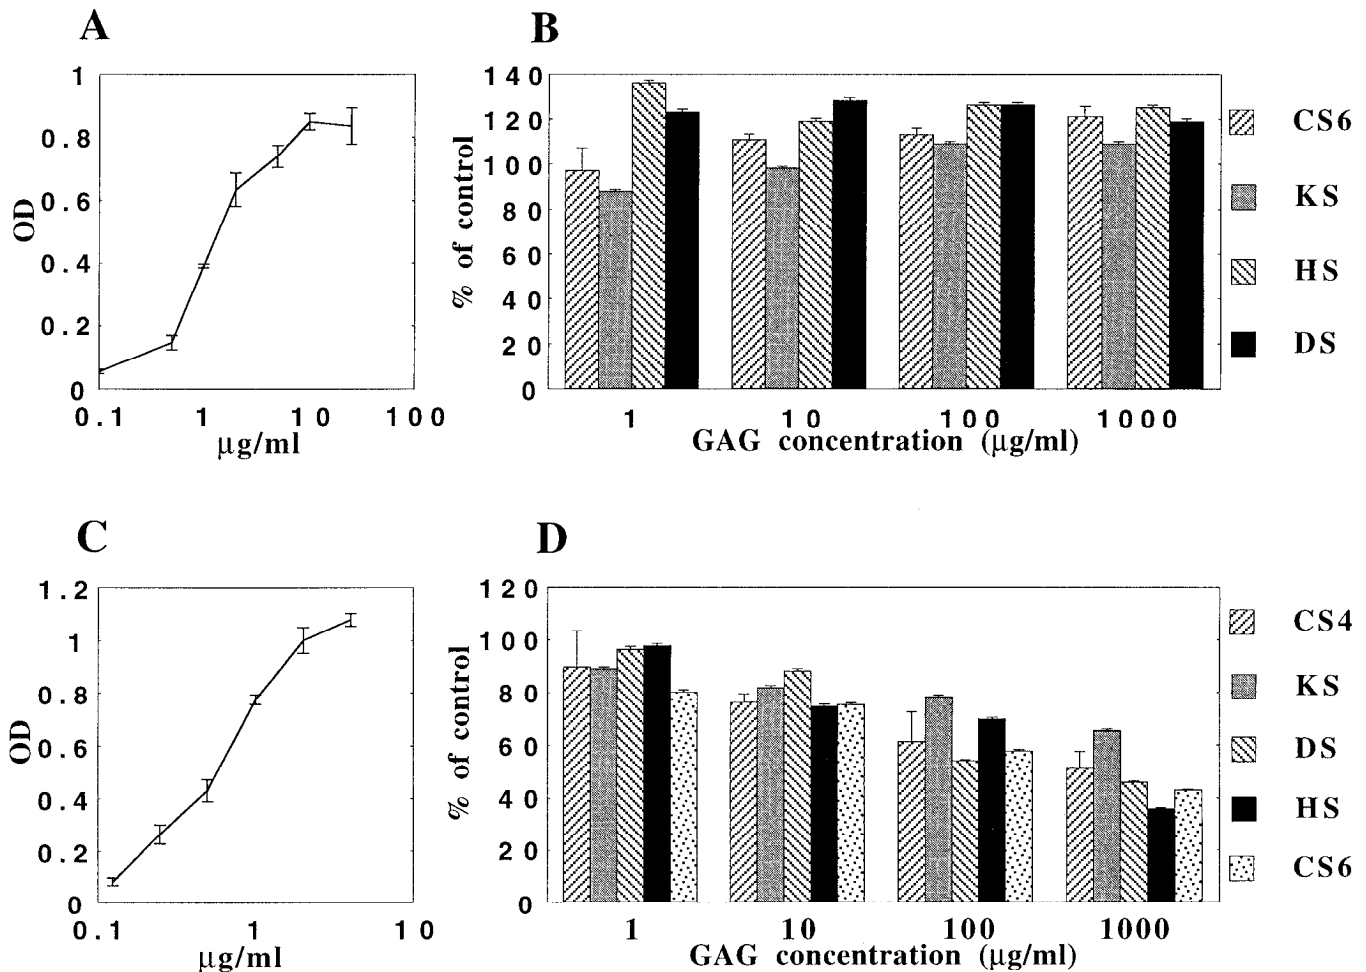 A
OD
1
0.8
0.6
0.4
0.2
0
0.1 1 10 100
µg/ml
B
% of control
140
120
100
80
60
40
20
0
1 10 100 1000
GAG concentration (µg/ml)
CS6
KS
HS
DS
C
OD
1.2
1
0.8
0.6
0.4
0.2
0
0.1 1 10
µg/ml
D
% of control
120
100
80
60
40
20
0
1 10 100 1000
GAG concentration (µg/ml)
CS4
KS
DS
HS
CS6